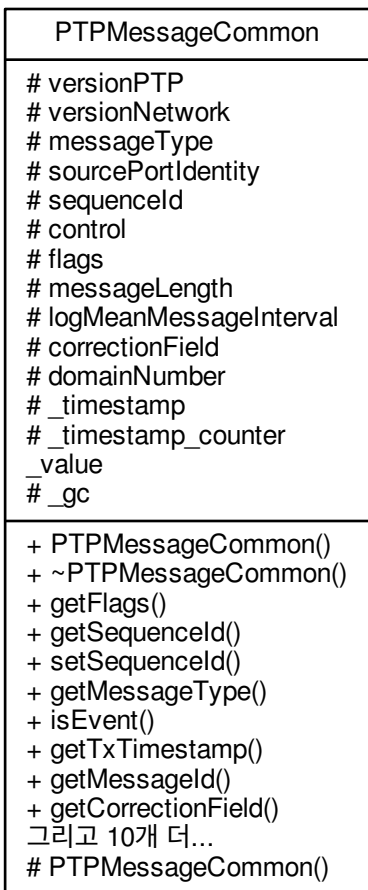 PTPMessageCommon
# versionPTP
# versionNetwork
# messageType
# sourcePortIdentity
# sequenceId
# control
# flags
# messageLength
# logMeanMessageInterval
# correctionField
# domainNumber
# _timestamp
# _timestamp_counter
_value
# _gc
+ PTPMessageCommon()
+ ~PTPMessageCommon()
+ getFlags()
+ getSequenceId()
+ setSequenceId()
+ getMessageType()
+ isEvent()
+ getTxTimestamp()
+ getMessageId()
+ getCorrectionField()
그리고 10개 더...
# PTPMessageCommon()